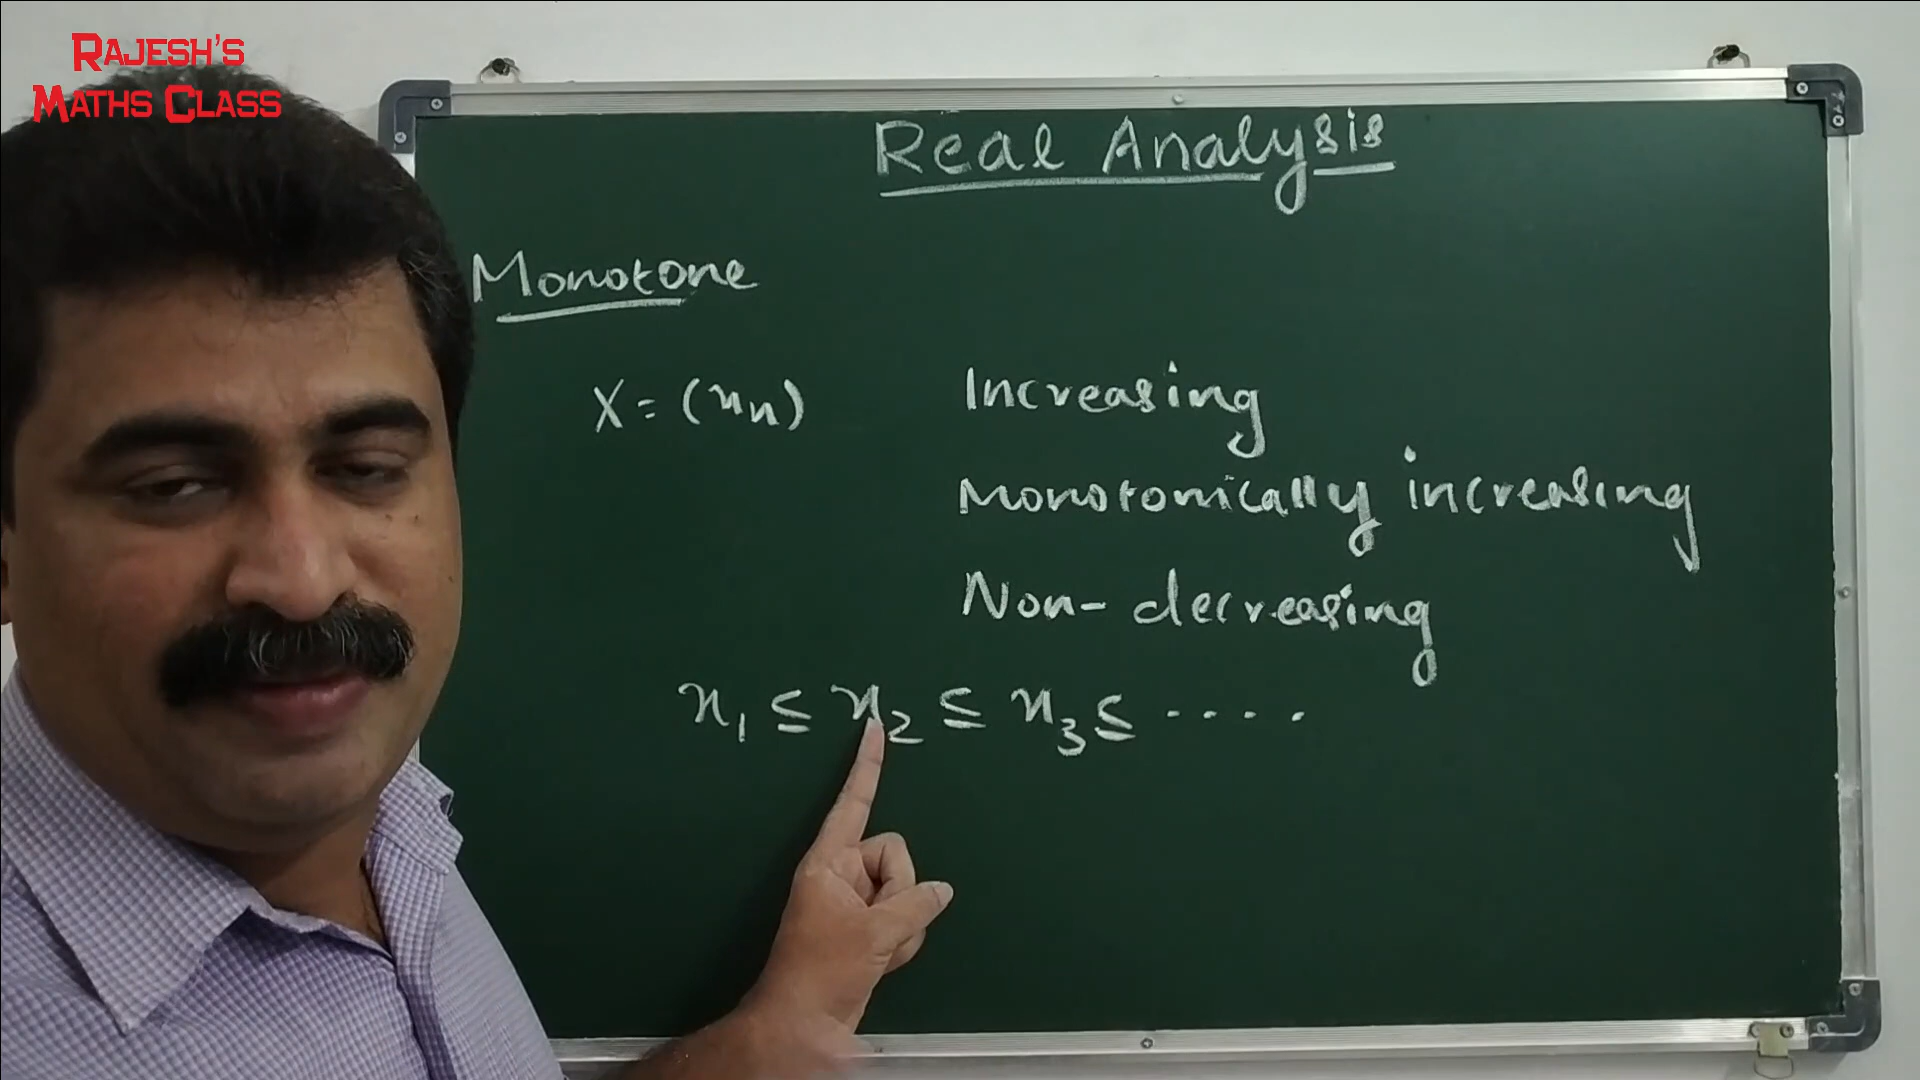 RAJESH'S
MATHS CLASS
Real Analysis
Monotone
X = (xn)
Increasing
Monotonically increasing
Non-decreasing
x₁ ≤ x₂ ≤ x₃ ≤ ....